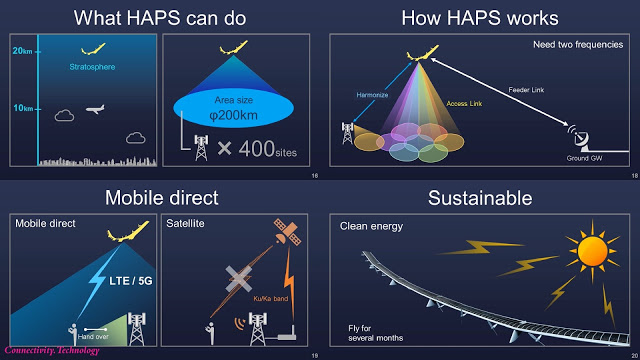 What HAPS can do
20km
Stratosphere
10km
Area size
φ200km
× 400sites
18
How HAPS works
Need two frequencies
Harmonize
Access Link
Feeder Link
Ground GW
18
Mobile direct
Mobile direct
LTE / 5G
Hand over
Satellite
Ku/Ka band
19
Sustainable
Clean energy
Fly for
several months
20
Connectivity.Technology